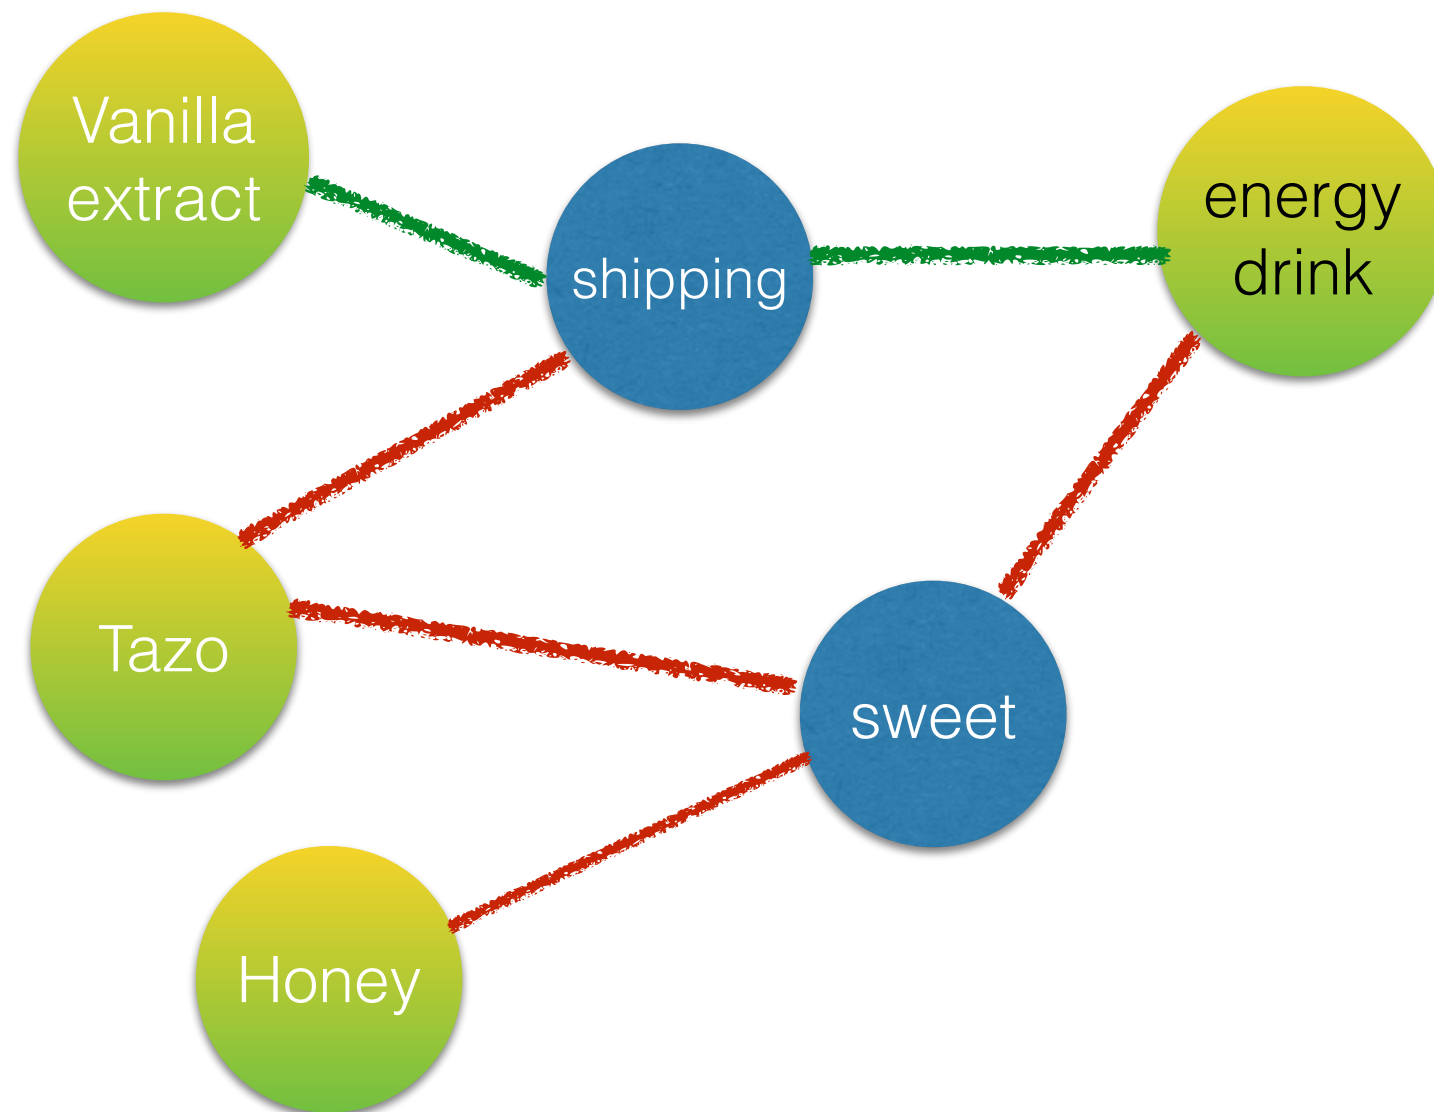 Vanilla
extract
shipping
energy
drink
Tazo
sweet
Honey